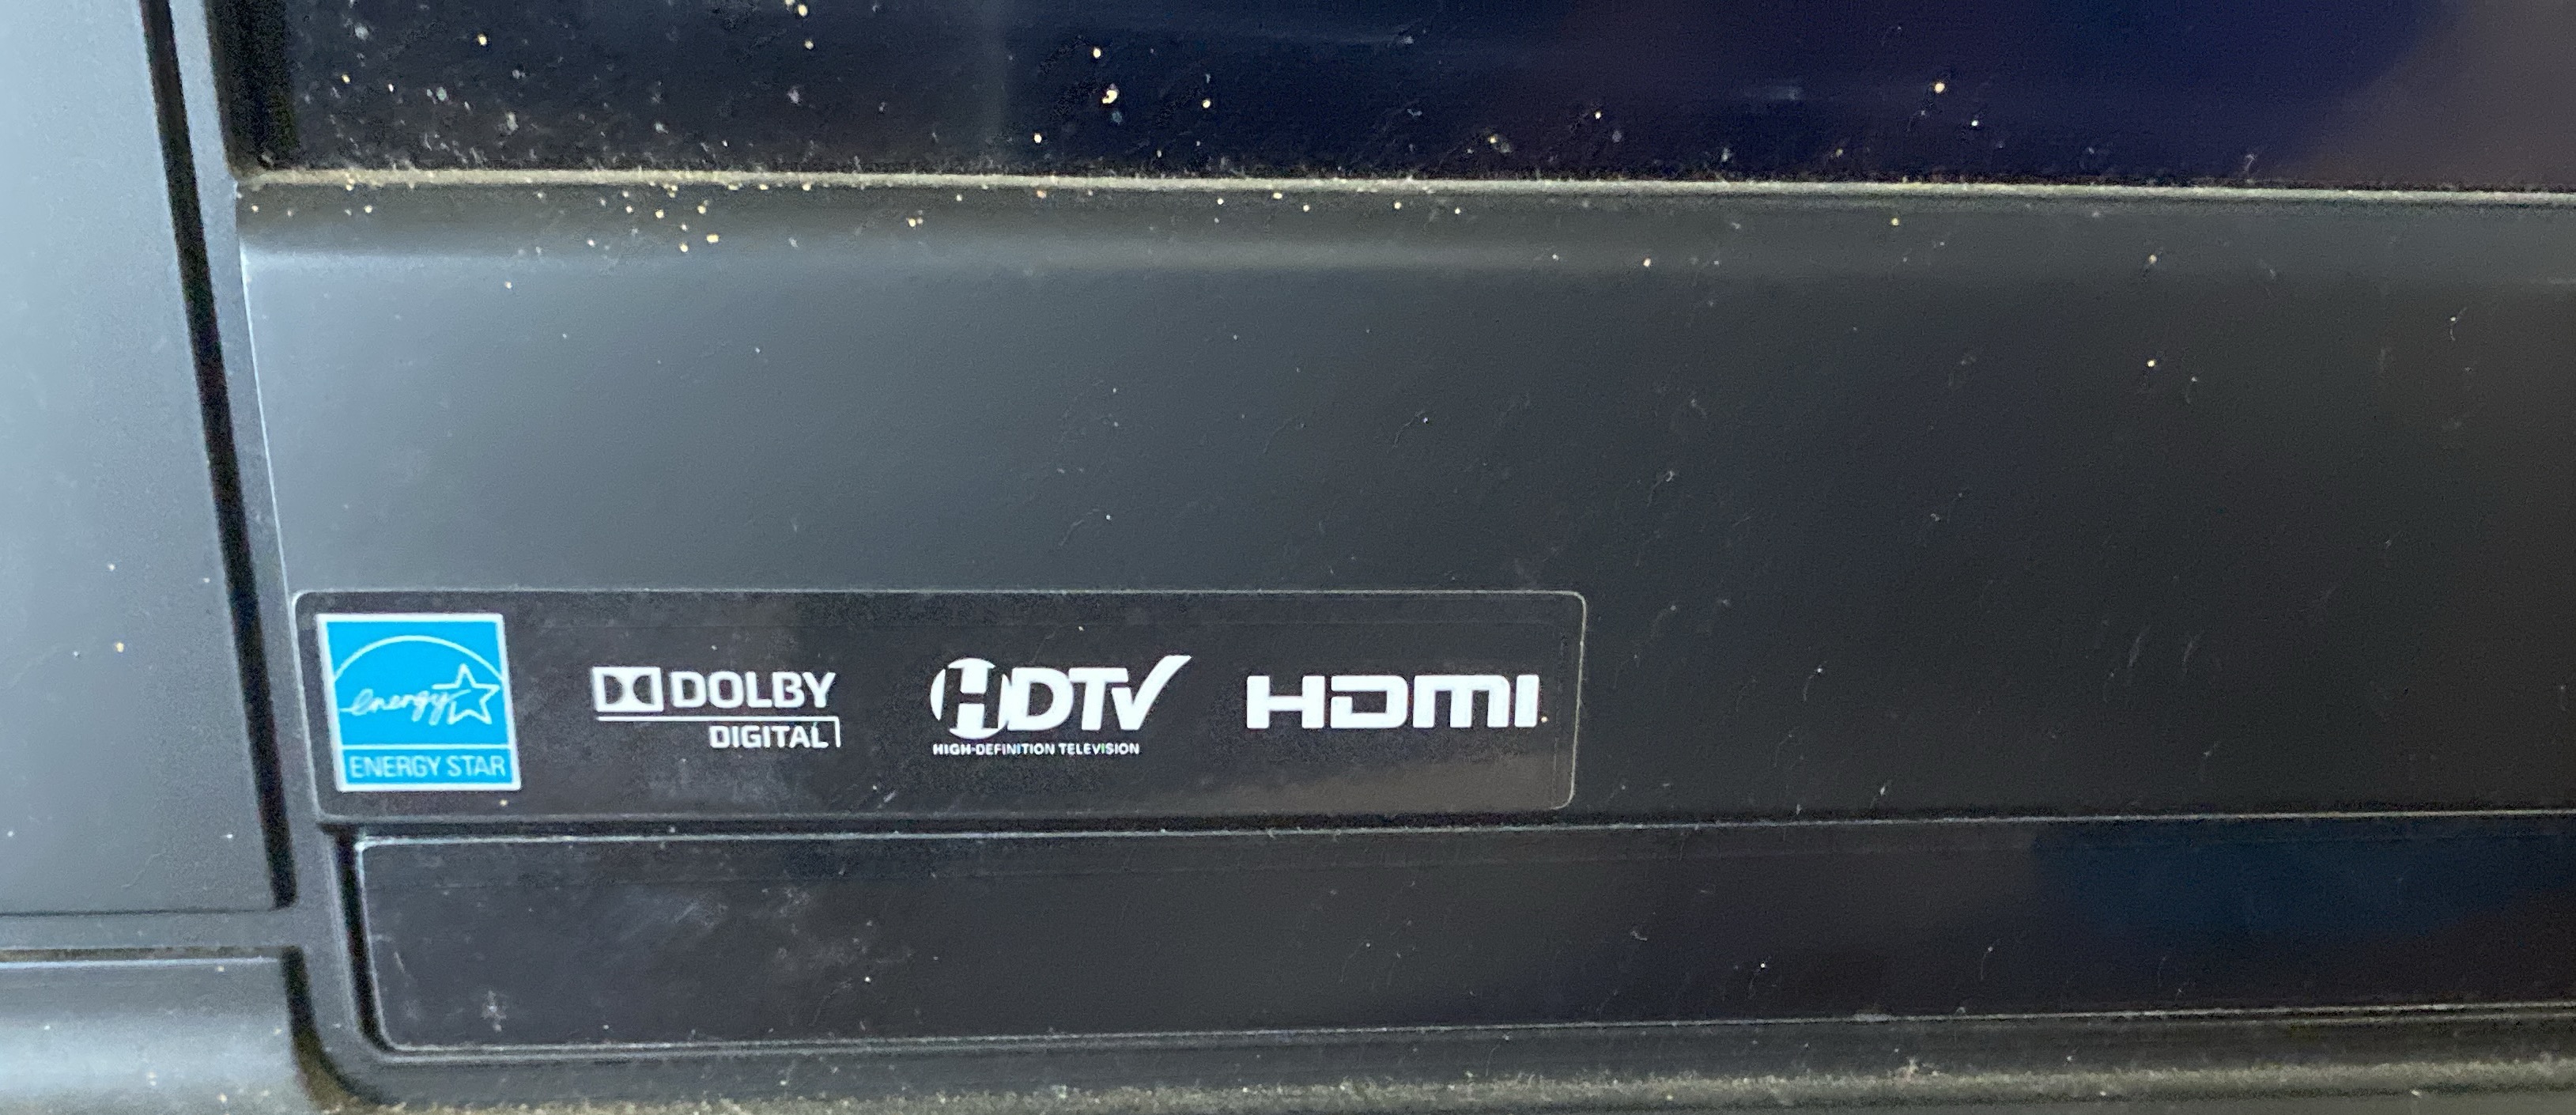 energy
ENERGY STAR
DOLBY
DIGITAL
HDTV
HIGH-DEFINITION TELEVISION
HDMI